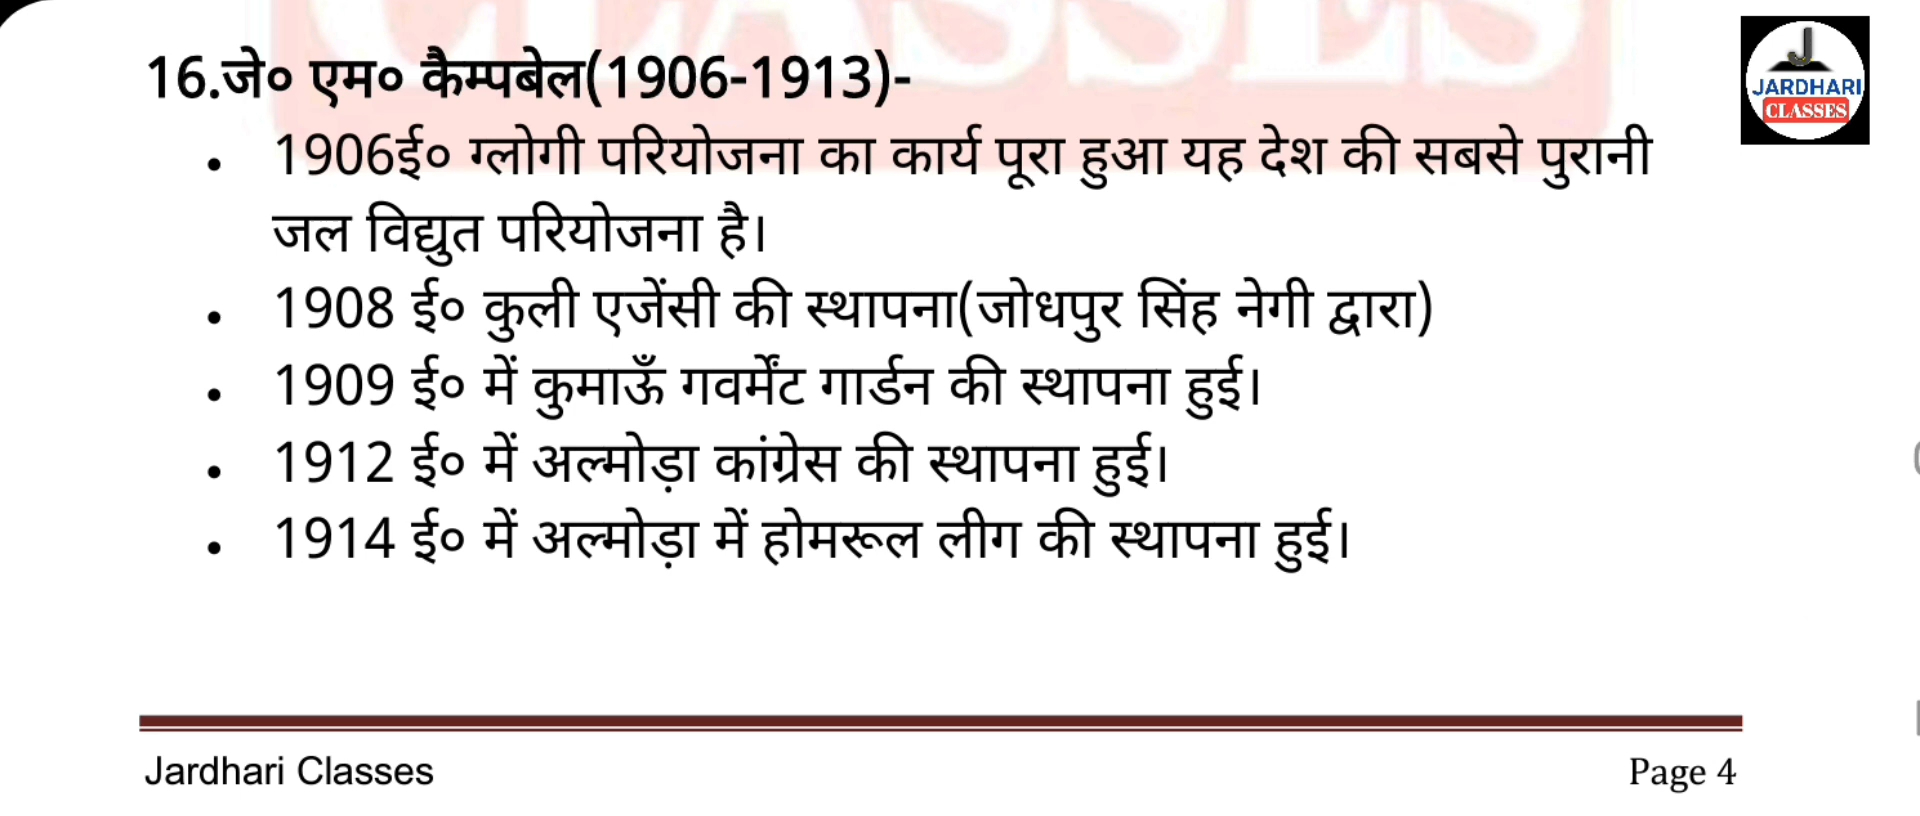 CLASSES
J
JARDHARI
CLASSES
16.जे० एम० कैम्पबेल(1906-1913)-
• 1906ई० ग्लोगी परियोजना का कार्य पूरा हुआ यह देश की सबसे पुरानी
जल विद्युत परियोजना है।
• 1908 ई० कुली एजेंसी की स्थापना(जोधपुर सिंह नेगी द्वारा)
• 1909 ई० में कुमाऊँ गवर्मेंट गार्डन की स्थापना हुई।
• 1912 ई० में अल्मोड़ा कांग्रेस की स्थापना हुई।
• 1914 ई० में अल्मोड़ा में होमरूल लीग की स्थापना हुई।
Jardhari Classes
Page 4